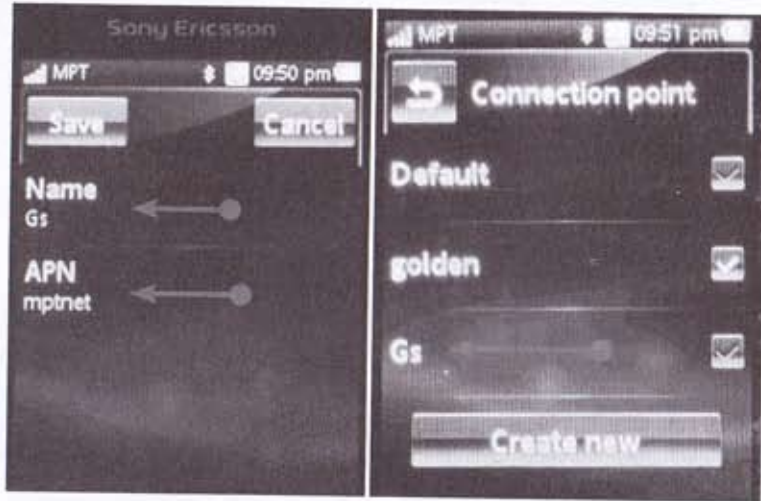 Sony Ericsson
MPT
09:50 pm
Save
Cancel
Name
Gs
APN
mptnet
MPT
09:51 pm
Connection point
Default
golden
Gs
Create new